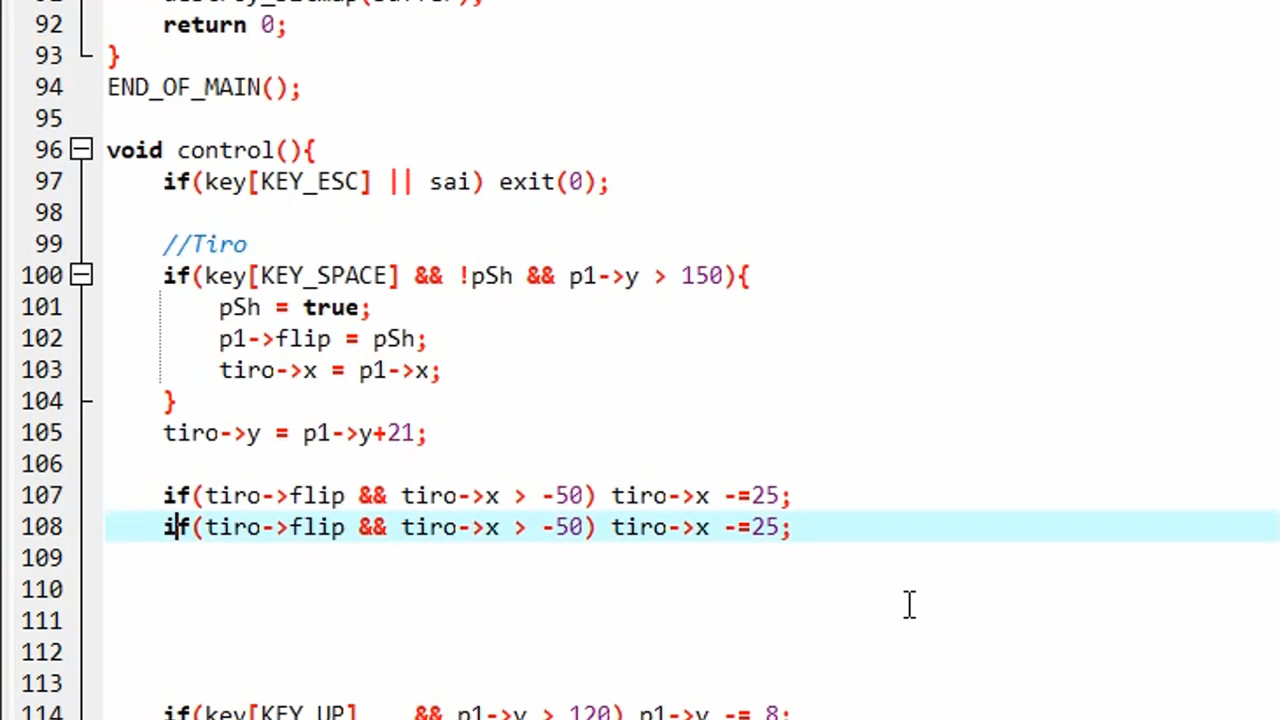 92 return 0;
93 }
94 END_OF_MAIN();
95
96 void control(){
97 if(key[KEY_ESC] || sai) exit(0);
98
99 //Tiro
100 if(key[KEY_SPACE] && !pSh && p1->y > 150){
101 pSh = true;
102 p1->flip = pSh;
103 tiro->x = p1->x;
104 }
105 tiro->y = p1->y+21;
106
107 if(tiro->flip && tiro->x > -50) tiro->x -=25;
108 if(tiro->flip && tiro->x > -50) tiro->x -=25;
109
110
111
112
113
114 if(key[KEY_UP] && p1->y > 120) p1->y -= 8;